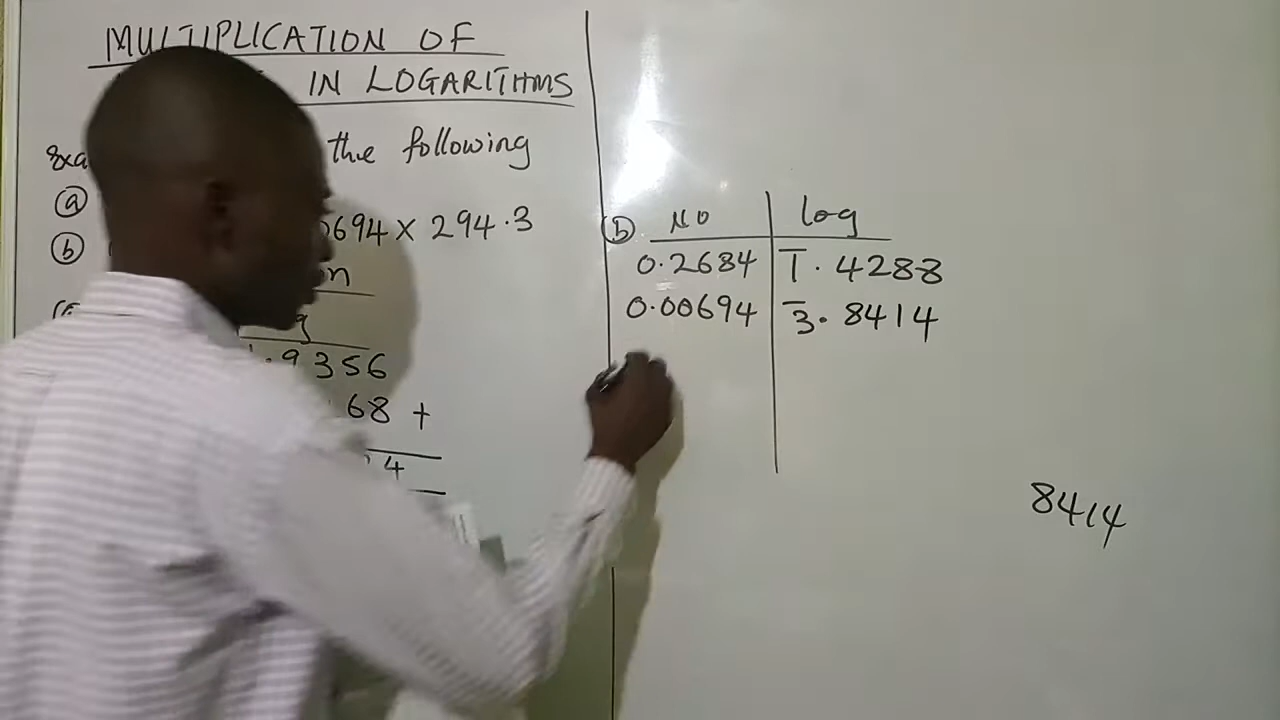 MULTIPLICATION OF
IN LOGARITHMS
the following
(a)
(b) 0694 × 294.3
9356
68 +
4
(b) No log
0.2684 1̅.4288
0.00694 3̅.8414
8414